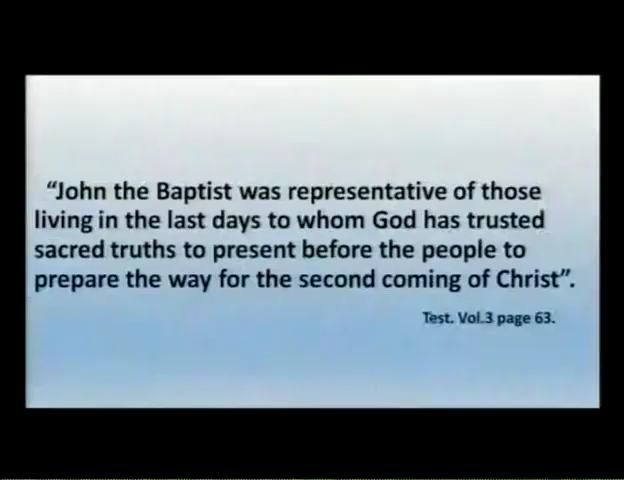 “John the Baptist was representative of those
living in the last days to whom God has trusted
sacred truths to present before the people to
prepare the way for the second coming of Christ”.
Test. Vol.3 page 63.